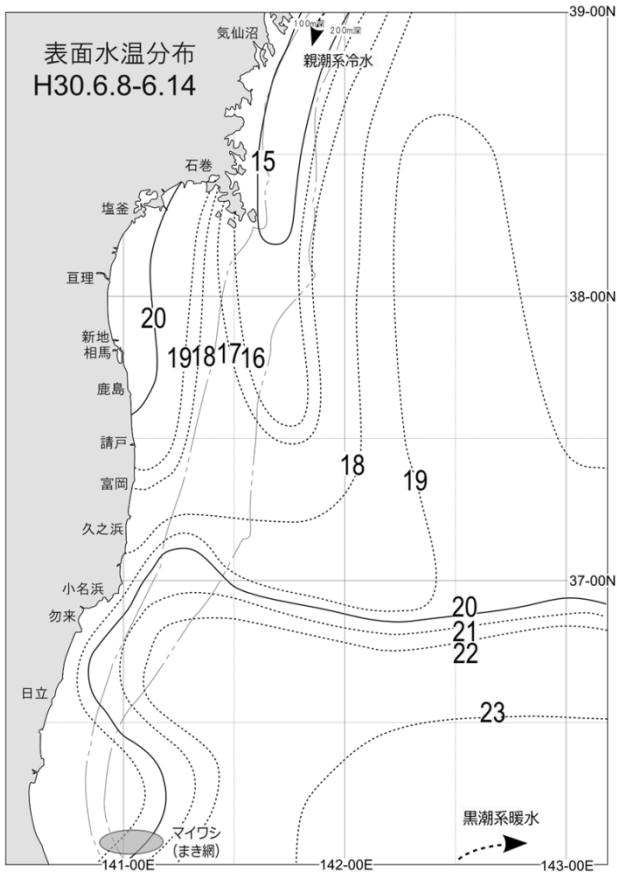 39-00N
気仙沼
100m深
200m深
表面水温分布
H30.6.8-6.14
親潮系冷水
石巻
15
塩釜
亘理
38-00N
20
新地
相馬
19 18 17 16
鹿島
請戸
18
19
富岡
久之浜
37-00N
小名浜
20
勿来
21
22
日立
23
黒潮系暖水
マイワシ
(まき網)
141-00E
142-00E
143-00E